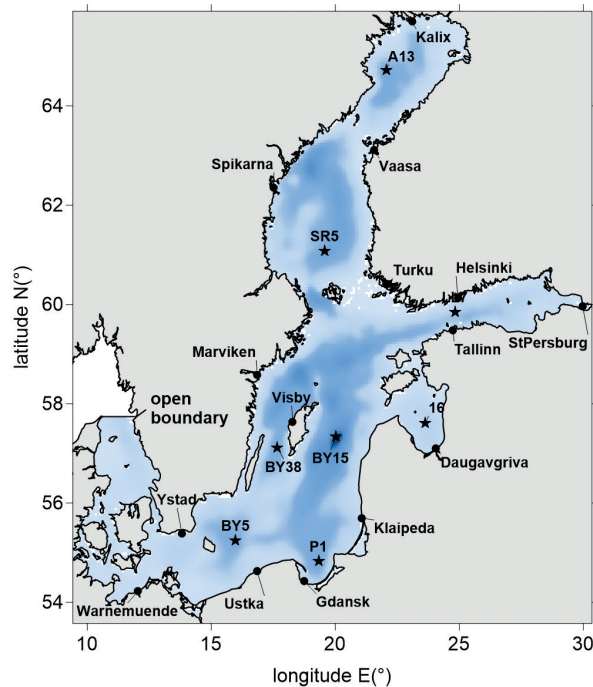 Kalix
A13
64
Spikarna
Vaasa
62
SR5
Turku
Helsinki
60
latitude N(°)
Marviken
Tallinn
StPersburg
58
open
boundary
Visby
16
BY38
BY15
Daugavgriva
56
Ystad
BY5
Klaipeda
P1
54
Warnemuende
Ustka
Gdansk
10
15
20
25
30
longitude E(°)